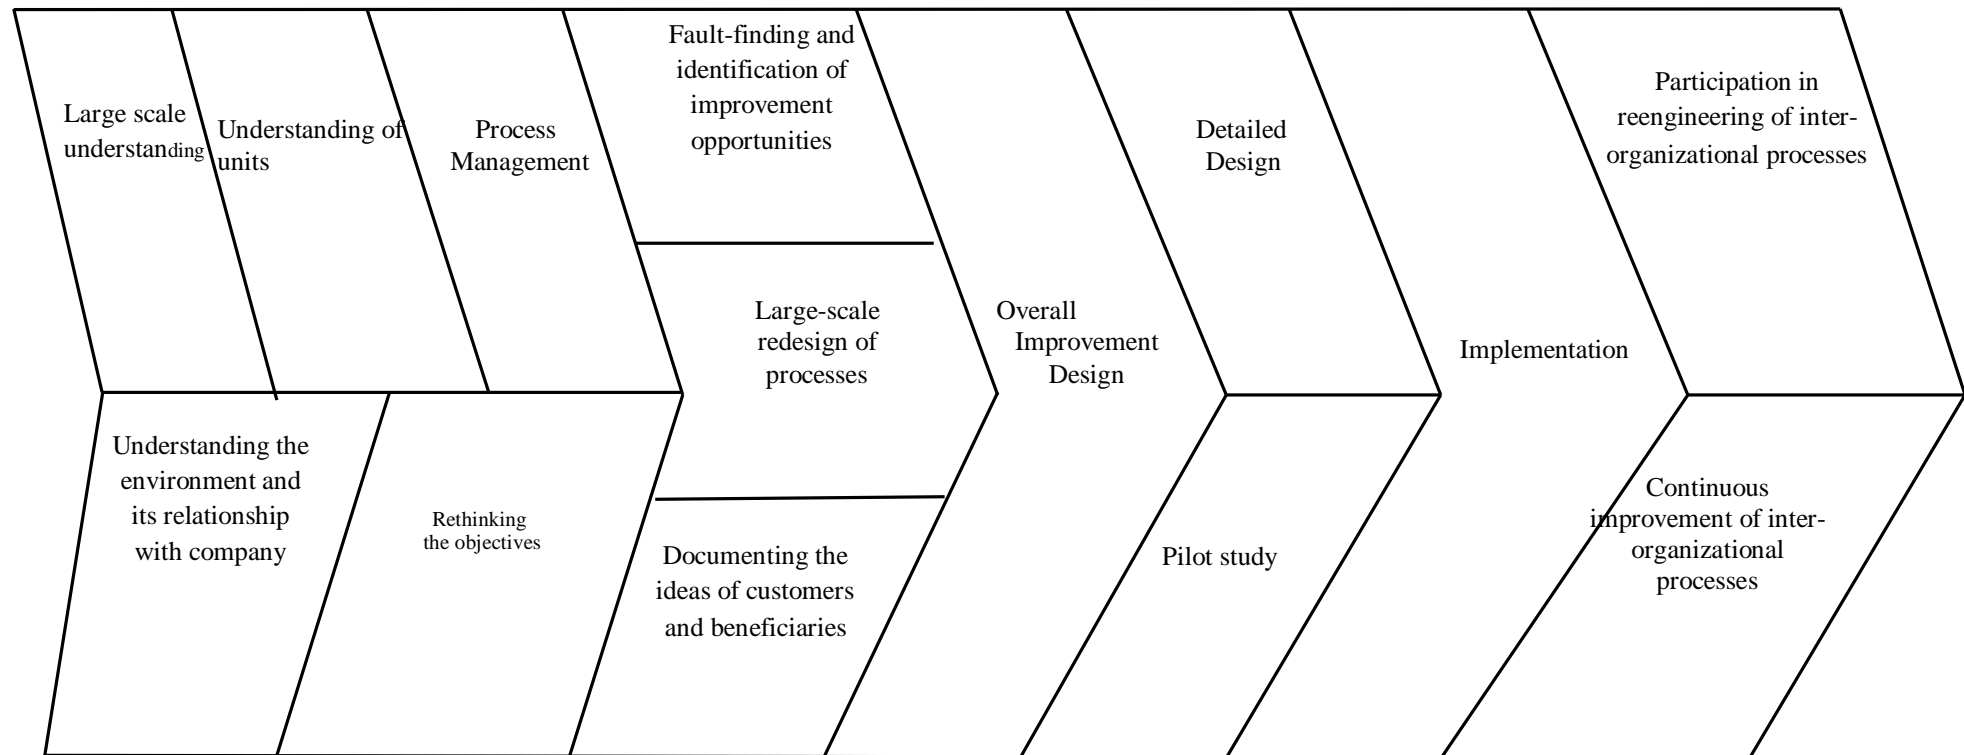 Large scale
understanding
Understanding of
units
Process
Management
Fault-finding and
identification of
improvement
opportunities
Large-scale
redesign of
processes
Overall
Improvement
Design
Detailed
Design
Implementation
Participation in
reengineering of inter-
organizational processes
Understanding the
environment and
its relationship
with company
Rethinking
the objectives
Documenting the
ideas of customers
and beneficiaries
Pilot study
Continuous
improvement of inter-
organizational
processes